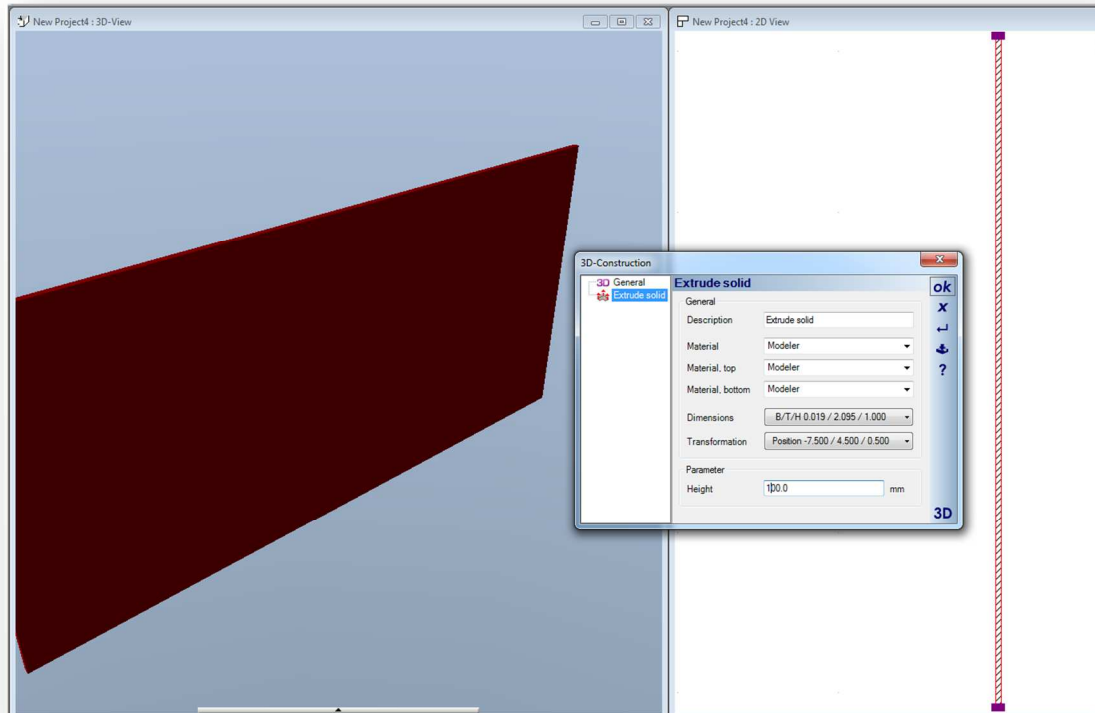 New Project4 : 3D-View
New Project4 : 2D View
3D-Construction
3D General
Extrude solid
Extrude solid
General
Description Extrude solid
Material Modeler
Material, top Modeler
Material, bottom Modeler
Dimensions B/T/H 0.019 / 2.095 / 1.000
Transformation Position -7.500 / 4.500 / 0.500
Parameter
Height 100.0 mm
ok
x
?
3D